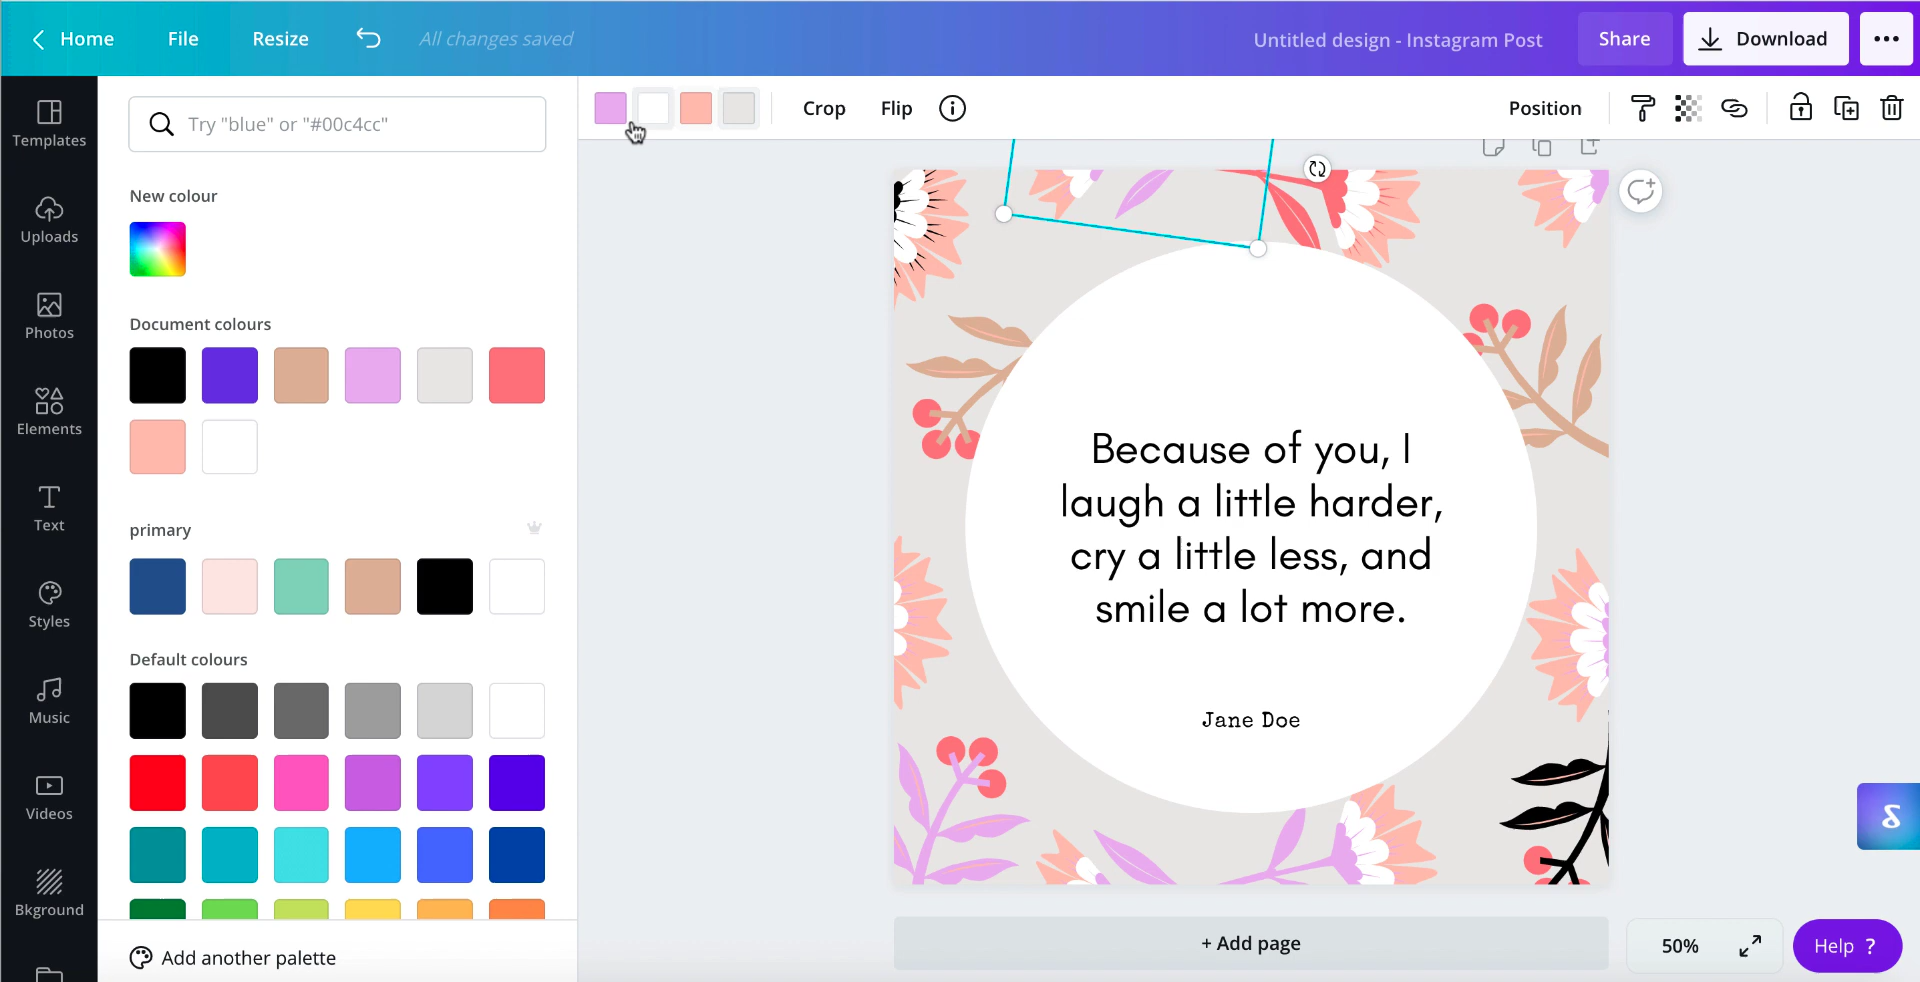 Home
File
Resize
All changes saved
Untitled design - Instagram Post
Share
Download
Templates
Uploads
Photos
Elements
Text
Styles
Music
Videos
Bkground
Try "blue" or "#00c4cc"
New colour
Document colours
primary
Default colours
Add another palette
Crop
Flip
Position
Because of you, I
laugh a little harder,
cry a little less, and
smile a lot more.
Jane Doe
+ Add page
50%
Help ?